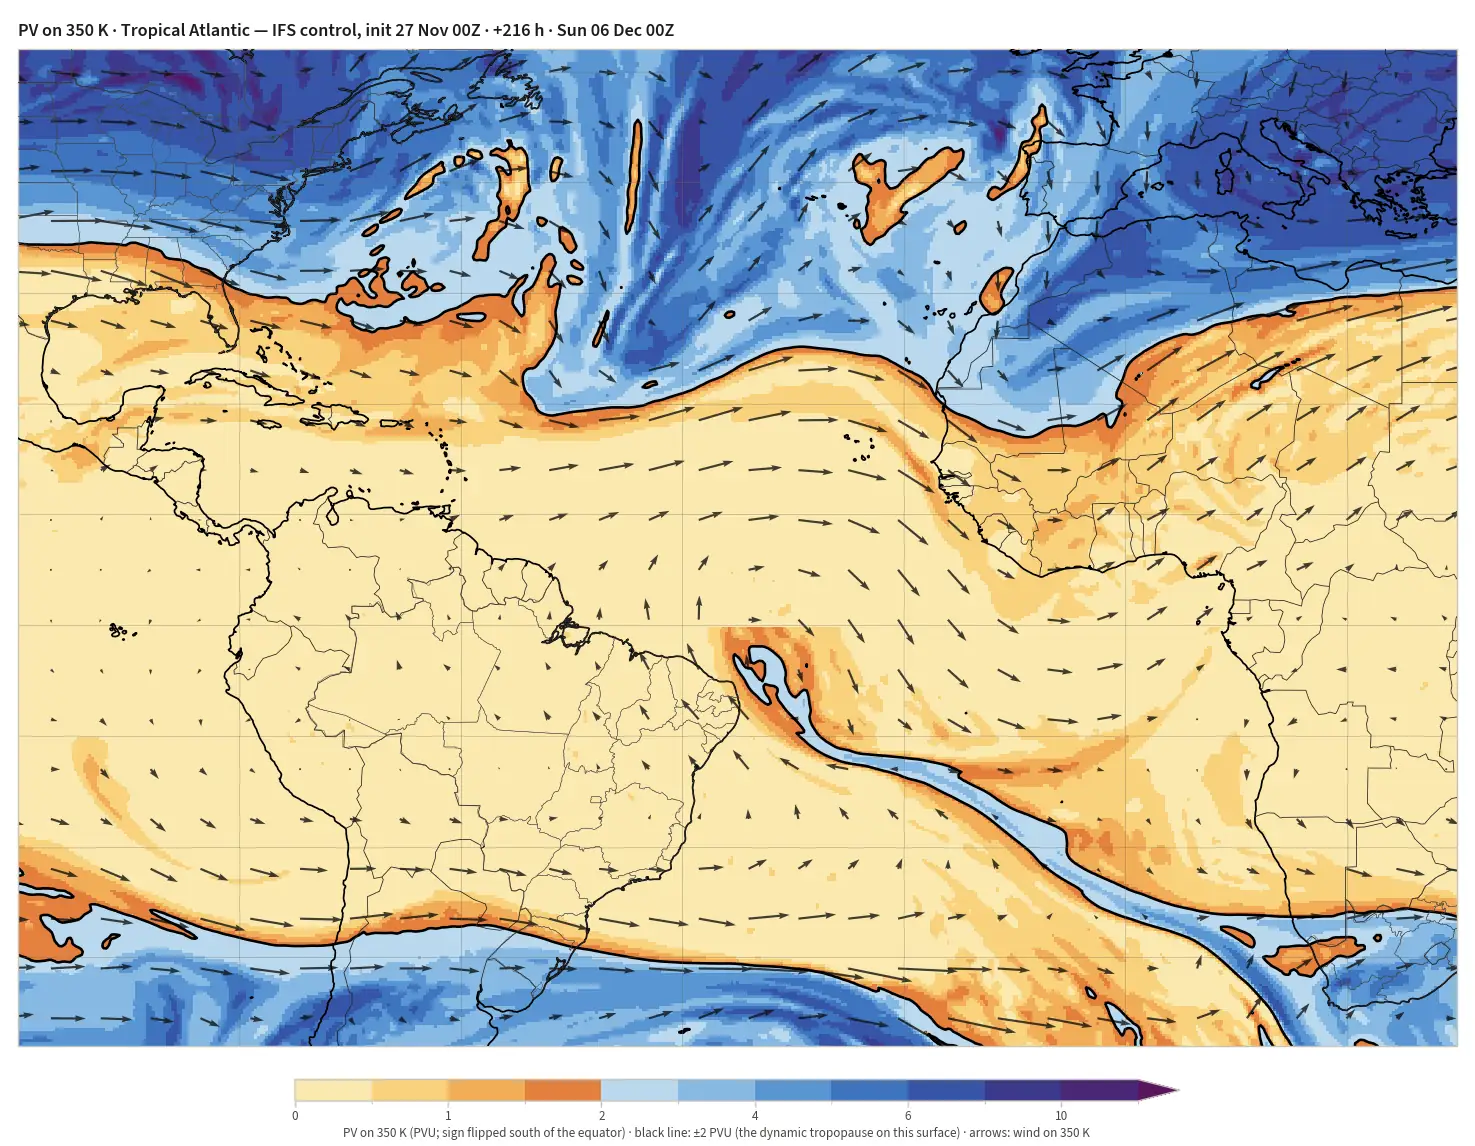 PV on 350 K · Tropical Atlantic — IFS control, init 27 Nov 00Z · +216 h · Sun 06 Dec 00Z
0 1 2 4 6 10
PV on 350 K (PVU; sign flipped south of the equator) · black line: ±2 PVU (the dynamic tropopause on this surface) · arrows: wind on 350 K